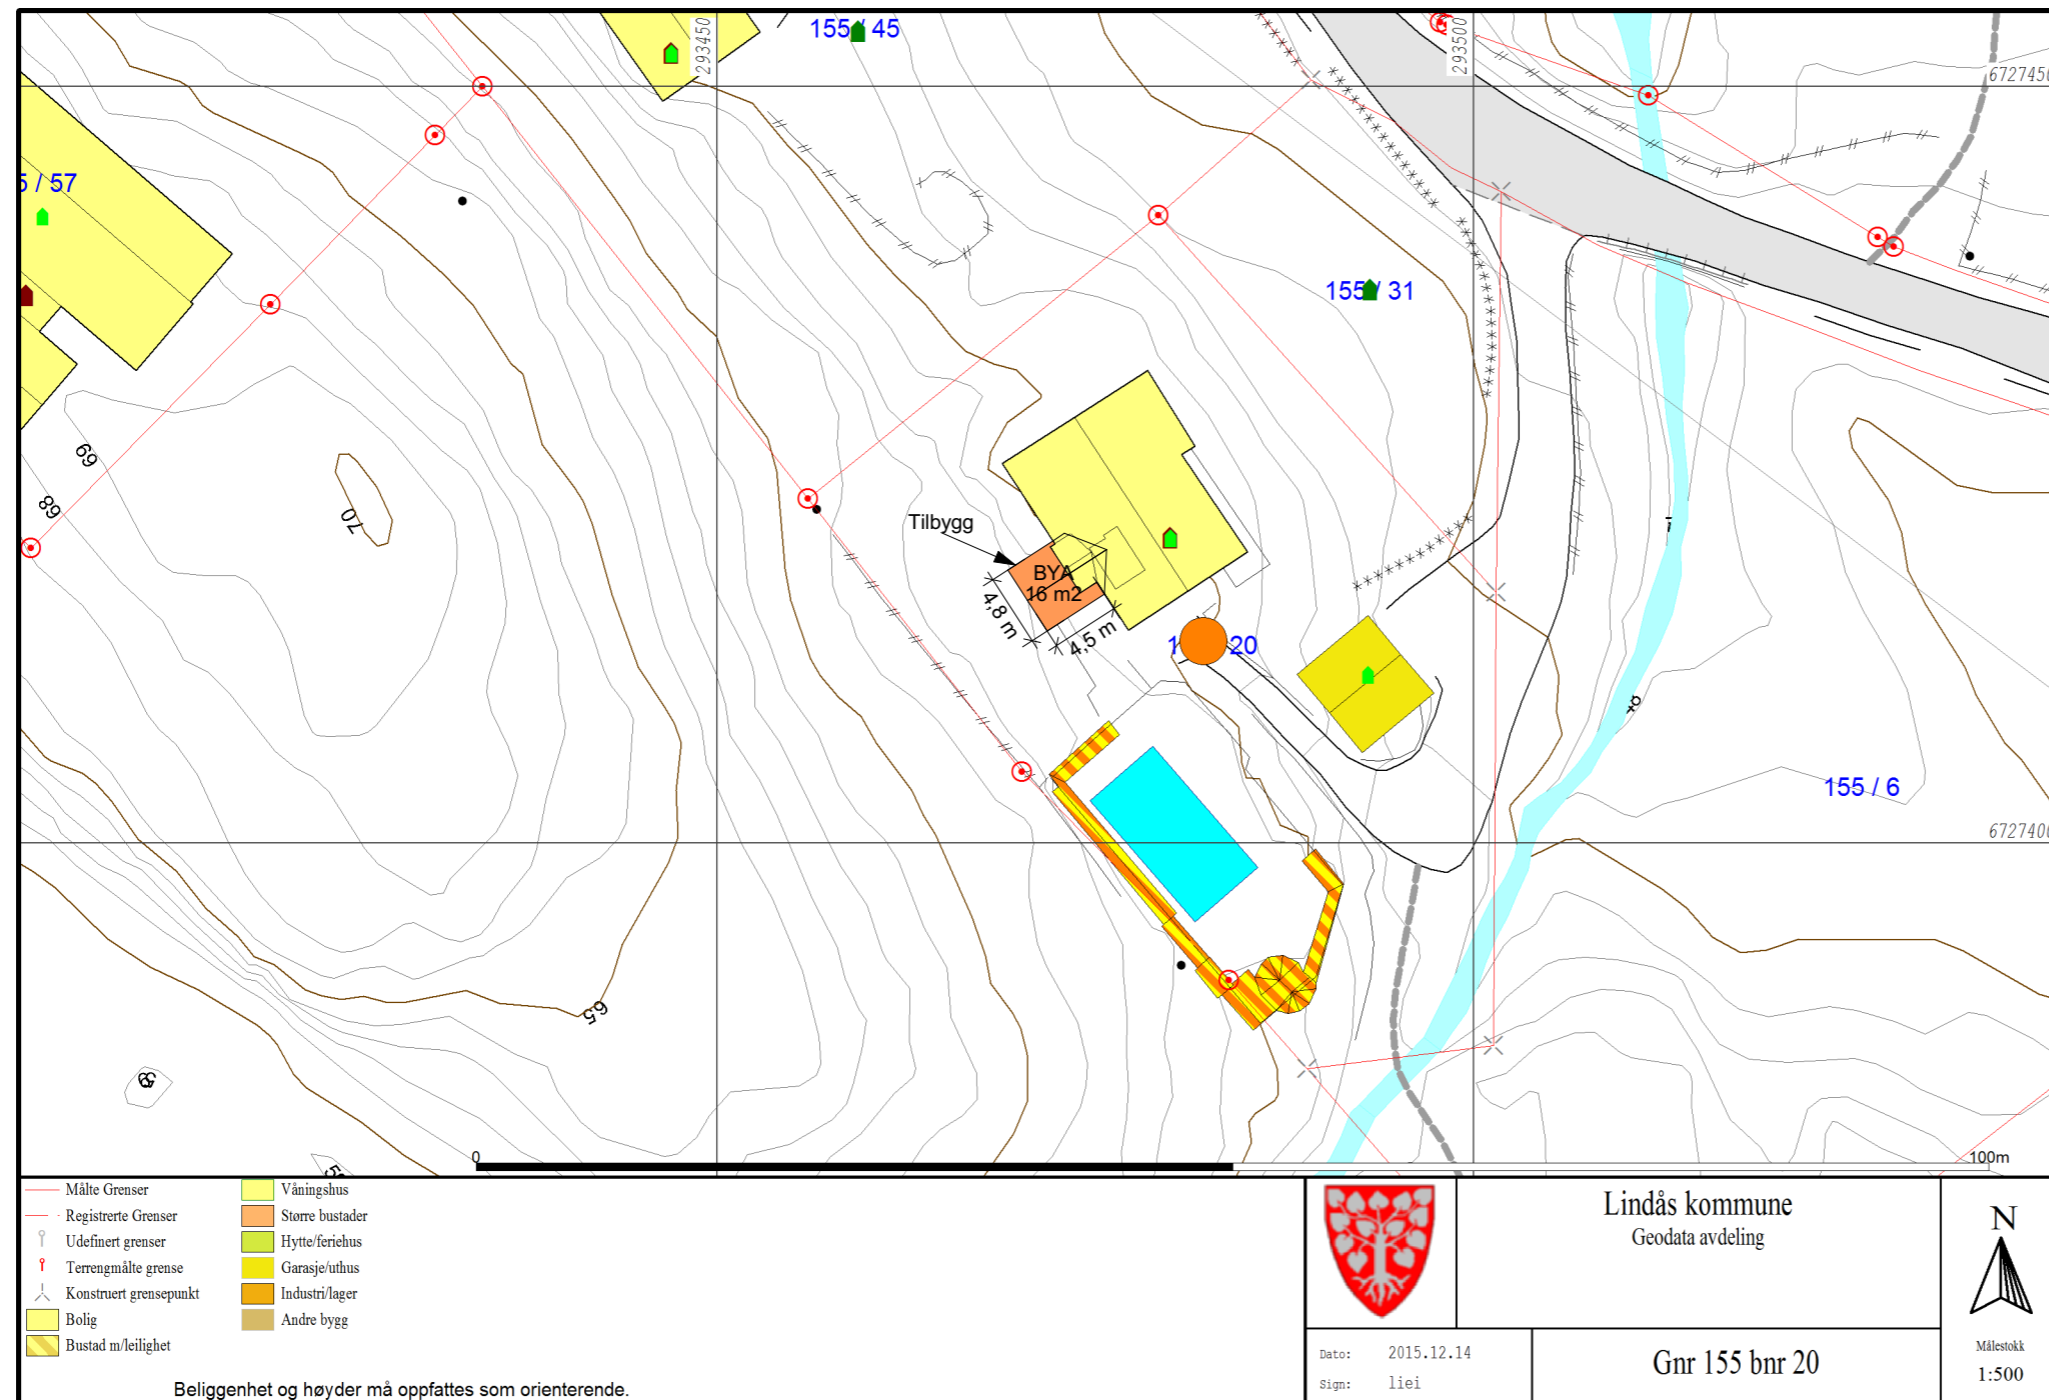 155 / 45
293450
293500
6727450
5 / 57
155 / 31
69
68
70
Tilbygg
BYA
16 m2
4,8 m
4,5 m
1 20
155 / 6
6727400
65
0
100m
Målte Grenser
Registrerte Grenser
Udefinert grenser
Terrengmålte grense
Konstruert grensepunkt
Bolig
Bustad m/leilighet
Våningshus
Større bustader
Hytte/feriehus
Garasje/uthus
Industri/lager
Andre bygg
Beliggenhet og høyder må oppfattes som orienterende.
Lindås kommune
Geodata avdeling
Dato: 2015.12.14
Sign: liei
Gnr 155 bnr 20
N
Målestokk
1:500